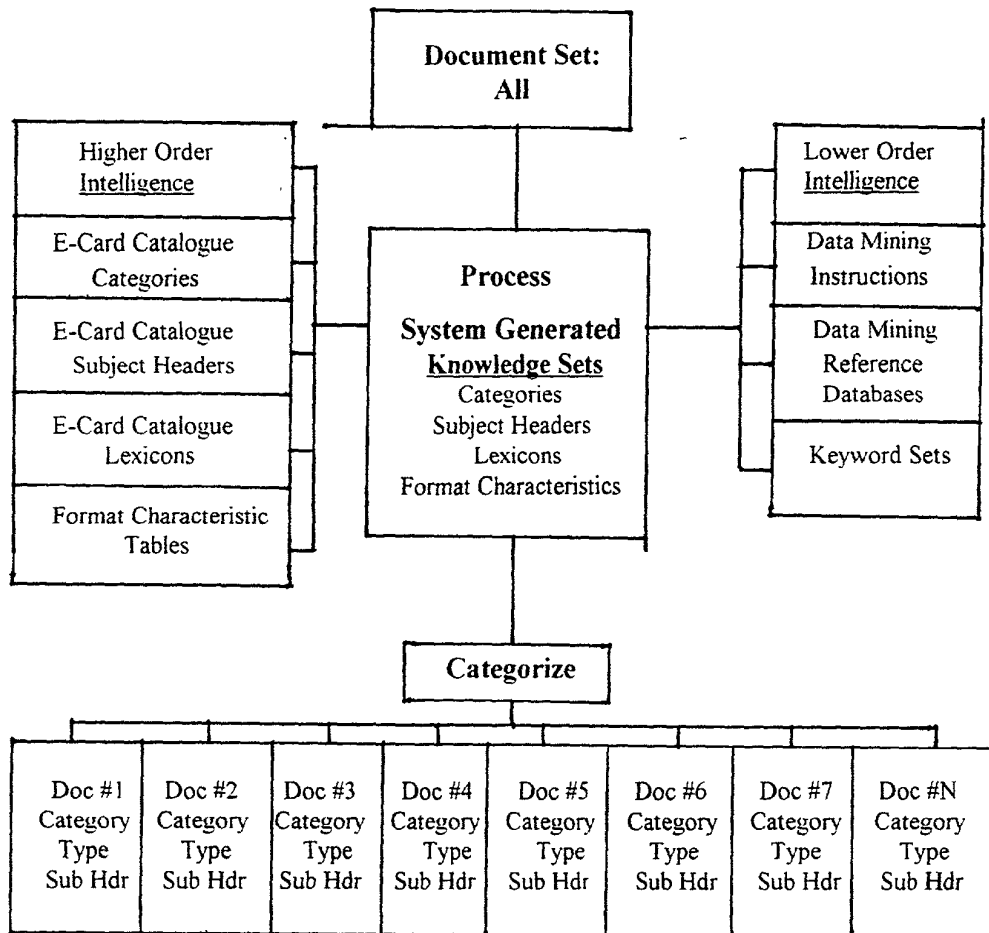 Document Set:
All
Higher Order
Intelligence
E-Card Catalogue
Categories
E-Card Catalogue
Subject Headers
E-Card Catalogue
Lexicons
Format Characteristic
Tables
Process
System Generated
Knowledge Sets
Categories
Subject Headers
Lexicons
Format Characteristics
Lower Order
Intelligence
Data Mining
Instructions
Data Mining
Reference
Databases
Keyword Sets
Categorize
Doc #1
Category
Type
Sub Hdr
Doc #2
Category
Type
Sub Hdr
Doc #3
Category
Type
Sub Hdr
Doc #4
Category
Type
Sub Hdr
Doc #5
Category
Type
Sub Hdr
Doc #6
Category
Type
Sub Hdr
Doc #7
Category
Type
Sub Hdr
Doc #N
Category
Type
Sub Hdr